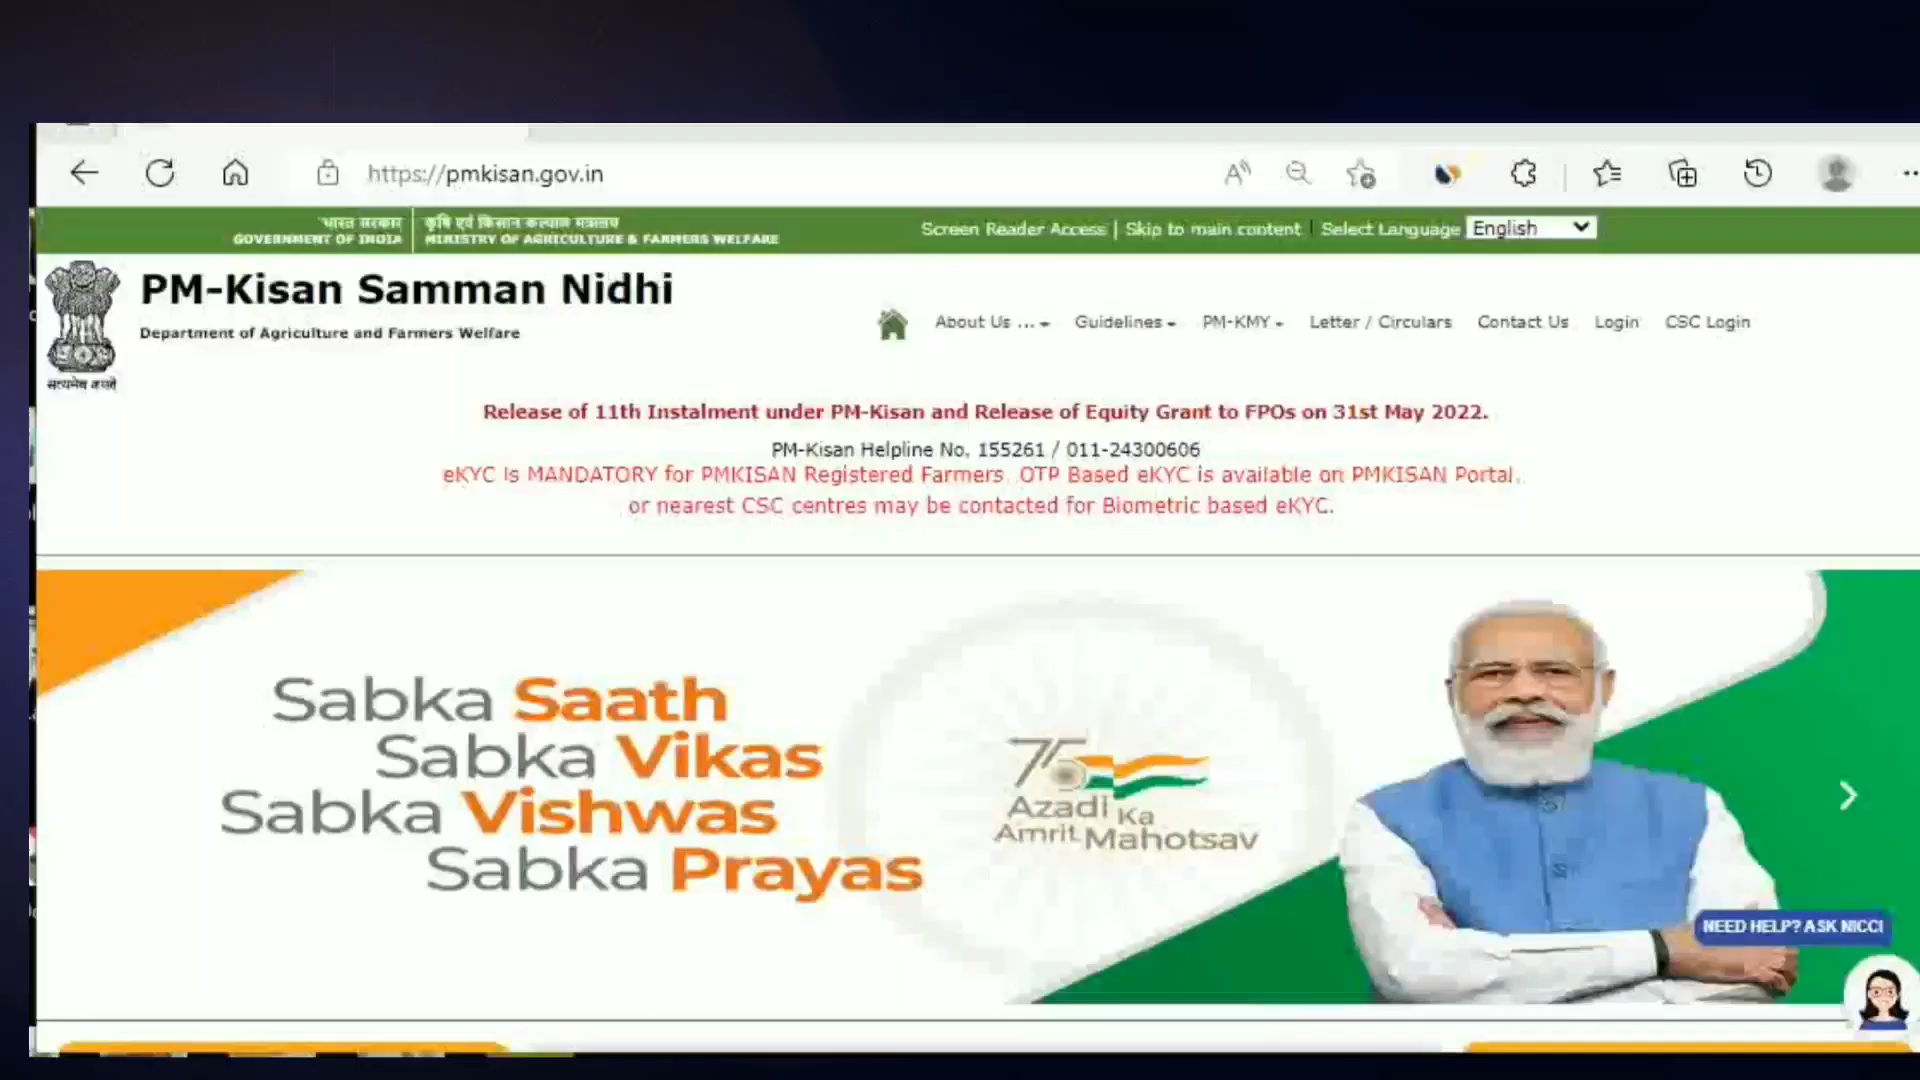 https://pmkisan.gov.in
भारत सरकार
GOVERNMENT OF INDIA
कृषि एवं किसान कल्याण मंत्रालय
MINISTRY OF AGRICULTURE & FARMERS WELFARE
Screen Reader Access | Skip to main content | Select Language English
PM-Kisan Samman Nidhi
Department of Agriculture and Farmers Welfare
सत्यमेव जयते
About Us ... Guidelines PM-KMY Letter / Circulars Contact Us Login CSC Login
Release of 11th Instalment under PM-Kisan and Release of Equity Grant to FPOs on 31st May 2022.
PM-Kisan Helpline No. 155261 / 011-24300606
eKYC is MANDATORY for PMKISAN Registered Farmers. OTP Based eKYC is available on PMKISAN Portal.
or nearest CSC centres may be contacted for Biometric based eKYC.
Sabka Saath
Sabka Vikas
Sabka Vishwas
Sabka Prayas
75
Azadi Ka
Amrit Mahotsav
NEED HELP? ASK NICCI